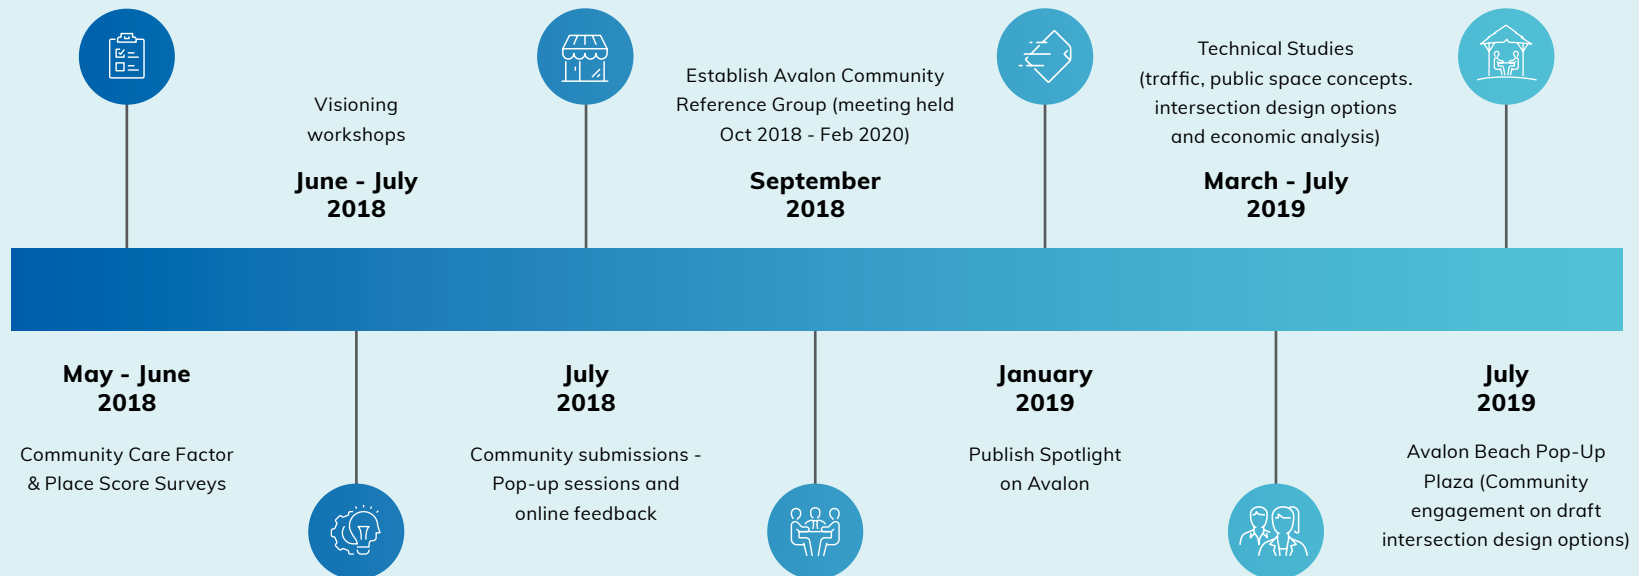 Visioning
workshops
June - July
2018
Establish Avalon Community
Reference Group (meeting held
Oct 2018 - Feb 2020)
September
2018
Technical Studies
(traffic, public space concepts.
intersection design options
and economic analysis)
March - July
2019
May - June
2018
Community Care Factor
& Place Score Surveys
July
2018
Community submissions -
Pop-up sessions and
online feedback
January
2019
Publish Spotlight
on Avalon
July
2019
Avalon Beach Pop-Up
Plaza (Community
engagement on draft
intersection design options)